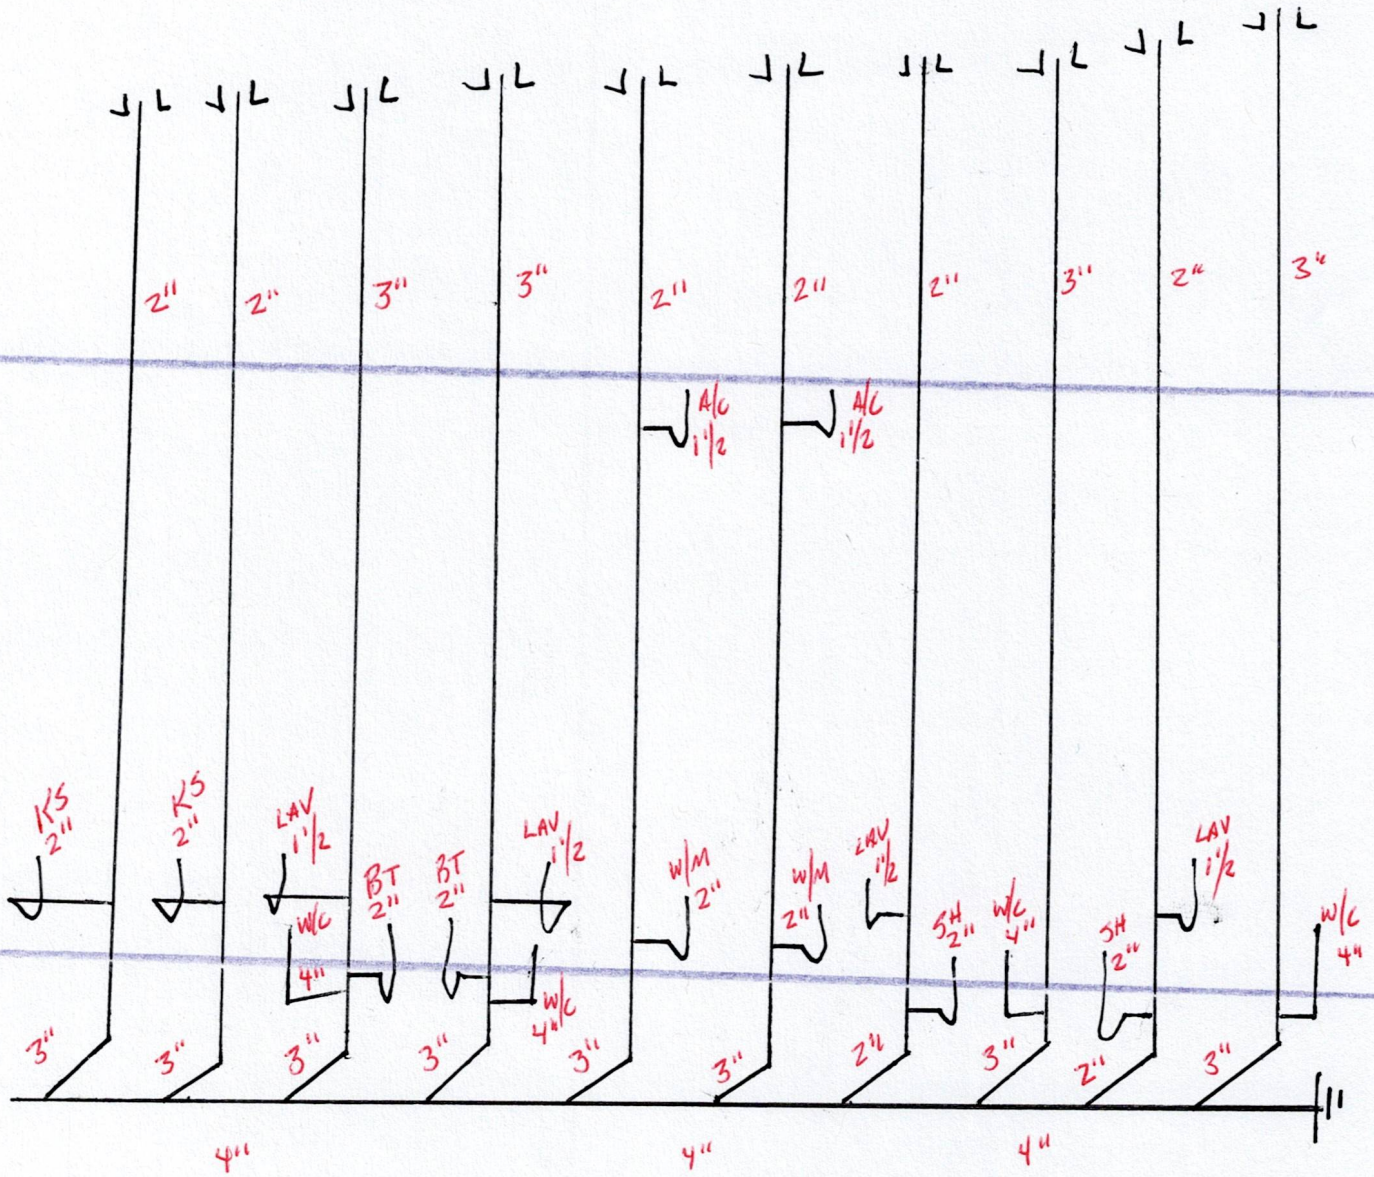 2" 2" 3" 3" 2" 2" 2" 3" 2" 3"
A/C A/C
1 1/2 1 1/2
KS KS LAV LAV W/M W/M LAV LAV
2" 2" 1 1/2 1 1/2 2" 2" 1 1/2 1 1/2
BT BT SH W/C SH W/C
2" 2" 2" 4" 2" 4"
W/C W/C
4" 4"
3" 3" 3" 3" 3" 3" 2" 3" 2" 3"
4" 4" 4"